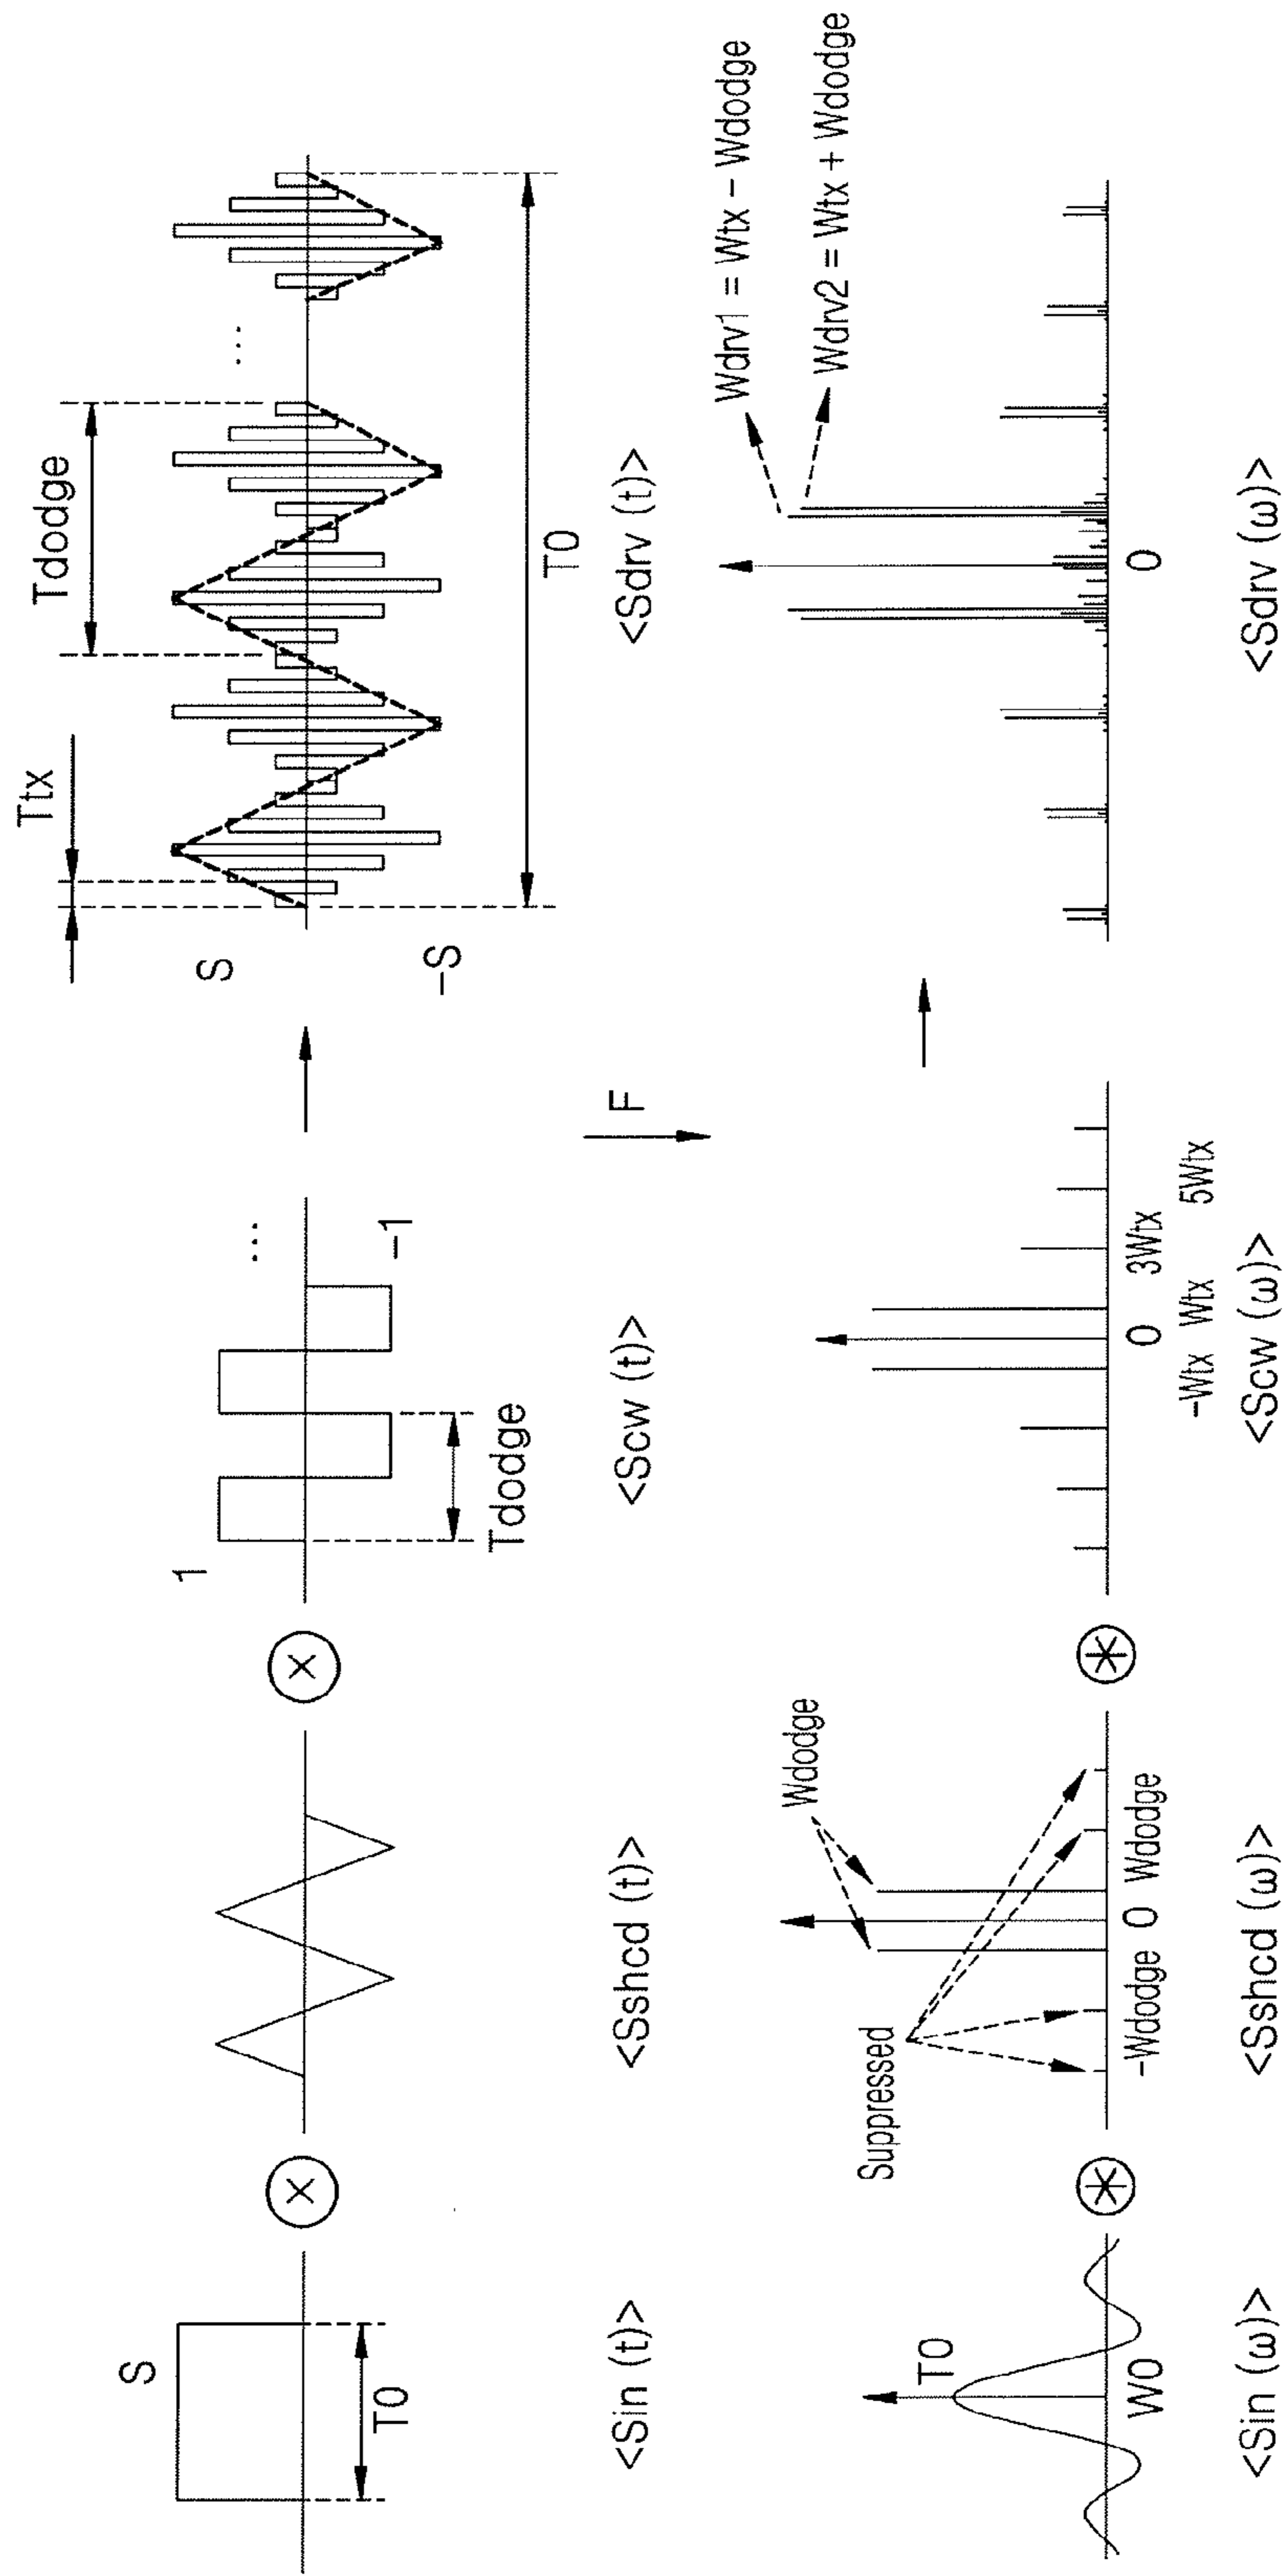 S
T0
<Sin (t)>
×
<Sshcd (t)>
×
1
-1
...
Tdodge
<Scw (t)>
S
-S
Ttx
Tdodge
...
T0
<Sdrv (t)>
F
T0
W0
<Sin (ω)>
*
Suppressed
Wdodge
-Wdodge 0 Wdodge
<Sshcd (ω)>
*
0 3Wtx
-Wtx Wtx 5Wtx
<Scw (ω)>
Wdrv1 = Wtx - Wdodge
Wdrv2 = Wtx + Wdodge
0
<Sdrv (ω)>